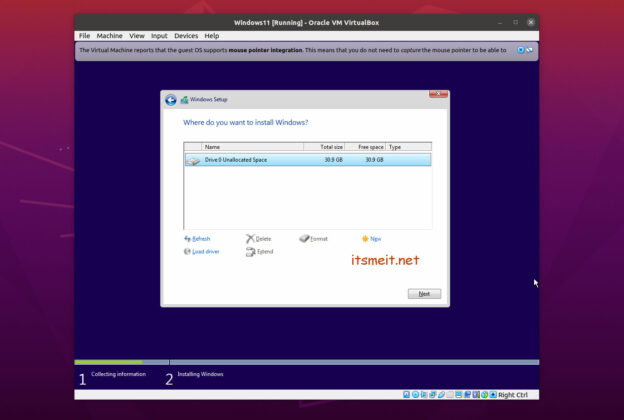 Windows11 [Running] - Oracle VM VirtualBox
File Machine View Input Devices Help
The Virtual Machine reports that the guest OS supports mouse pointer integration. This means that you do not need to capture the mouse pointer to be able to
Windows Setup
Where do you want to install Windows?
Name Total size Free space Type
Drive 0 Unallocated Space 30.9 GB 30.9 GB
Refresh Delete Format New
Load driver Extend
itsmeit.net
Next
1 Collecting information 2 Installing Windows
Right Ctrl